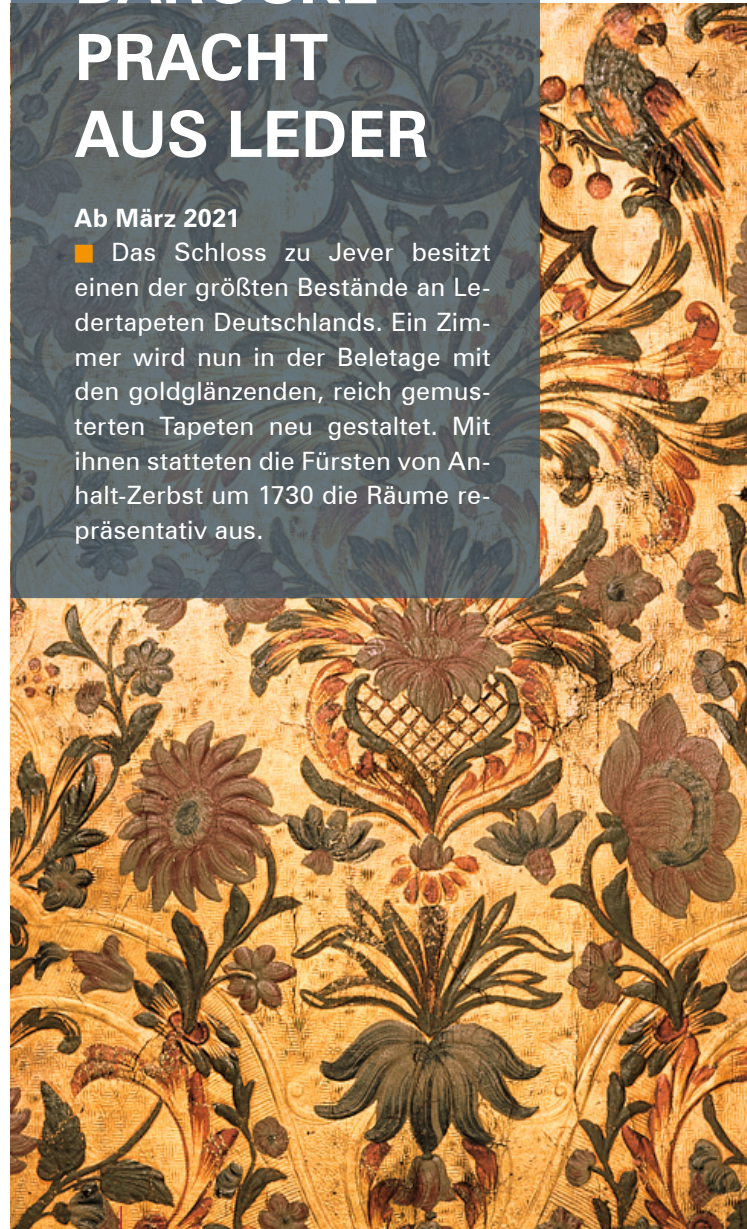 BAROCKE
PRACHT
AUS LEDER
Ab März 2021
Das Schloss zu Jever besitzt
einen der größten Bestände an Le-
dertapeten Deutschlands. Ein Zim-
mer wird nun in der Beletage mit
den goldglänzenden, reich gemus-
terten Tapeten neu gestaltet. Mit
ihnen statteten die Fürsten von An-
halt-Zerbst um 1730 die Räume re-
präsentativ aus.